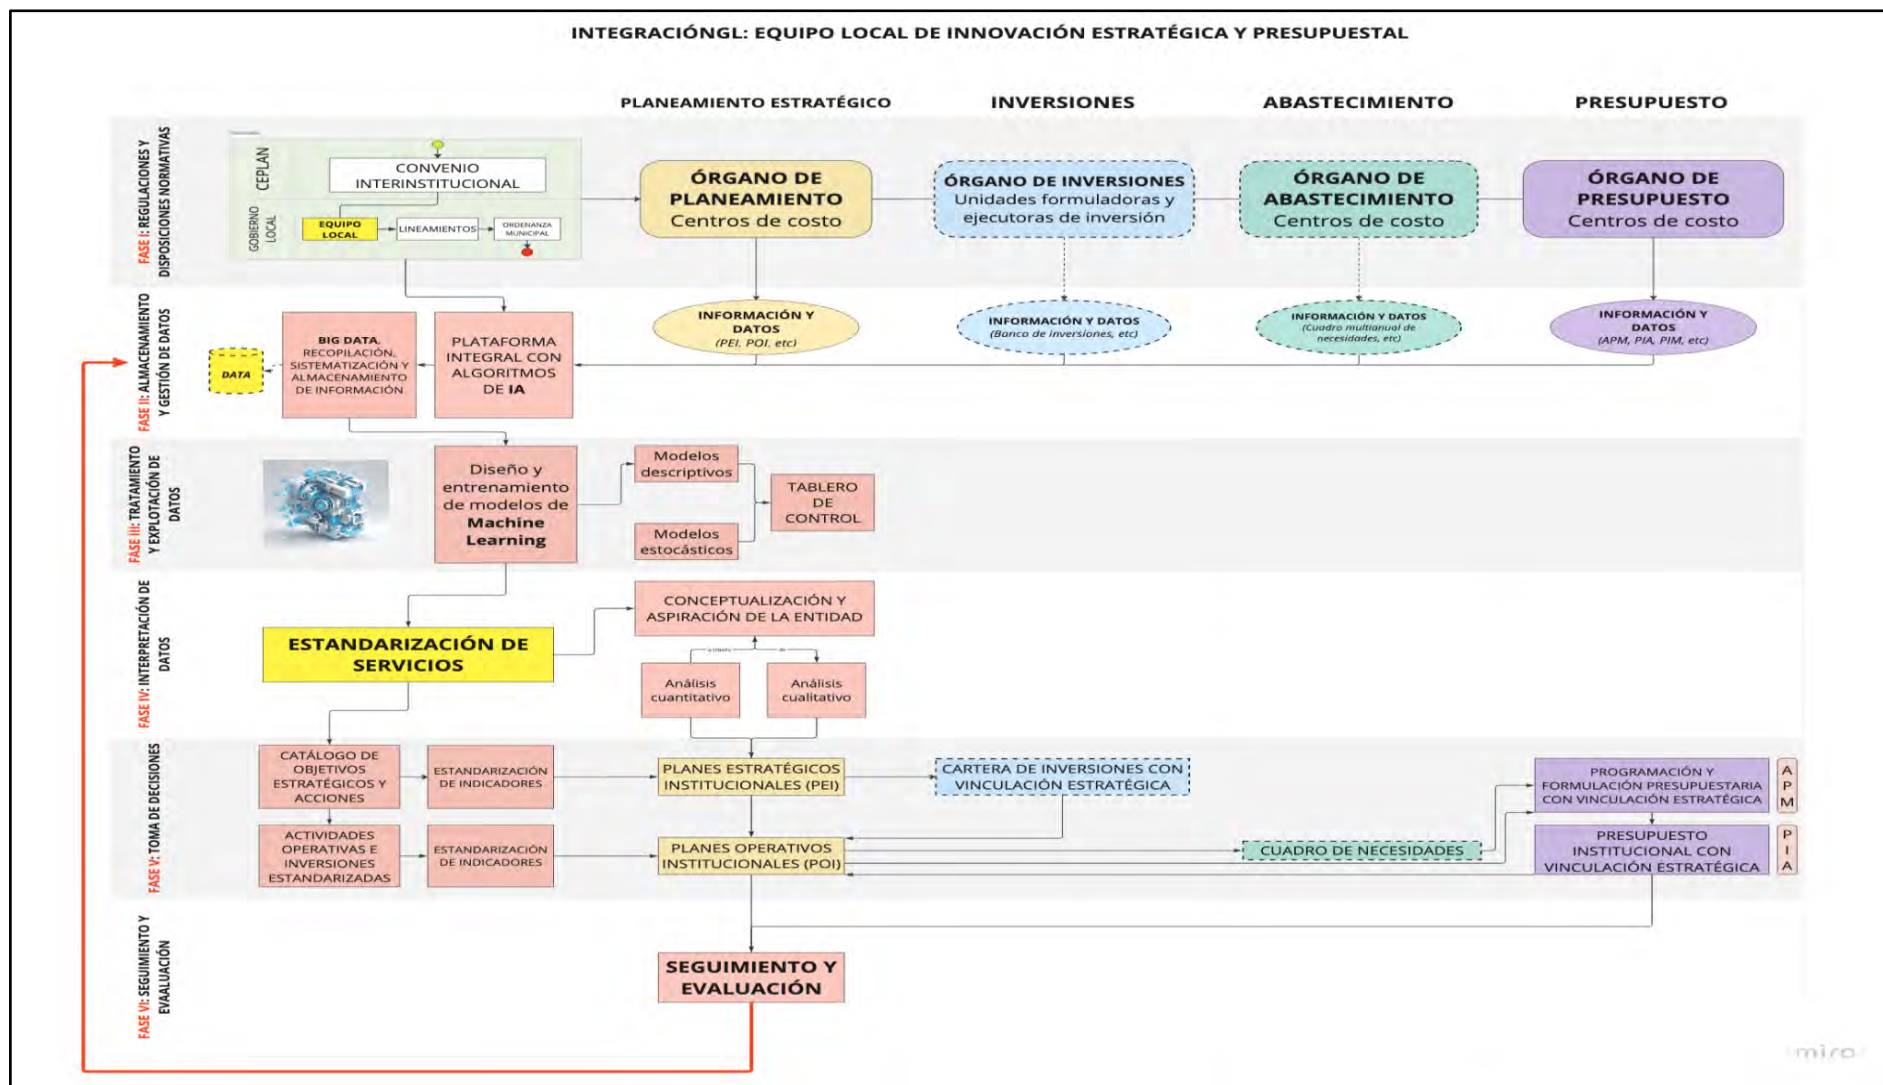 INTEGRACIÓNGL: EQUIPO LOCAL DE INNOVACIÓN ESTRATÉGICA Y PRESUPUESTAL
PLANEAMIENTO ESTRATÉGICO
INVERSIONES
ABASTECIMIENTO
PRESUPUESTO
FASE I: REGULACIONES Y
DISPOSICIONES NORMATIVAS
CEPLAN
CONVENIO
INTERINSTITUCIONAL
GOBIERNO
LOCAL
EQUIPO
LOCAL
LINEAMIENTOS
ORDENANZA
MUNICIPAL
ÓRGANO DE
PLANEAMIENTO
Centros de costo
ÓRGANO DE INVERSIONES
Unidades formuladoras y
ejecutoras de inversión
ÓRGANO DE
ABASTECIMIENTO
Centros de costo
ÓRGANO DE
PRESUPUESTO
Centros de costo
FASE II: ALMACENAMIENTO
Y GESTIÓN DE DATOS
DATA
BIG DATA,
RECOPILACIÓN,
SISTEMATIZACIÓN Y
ALMACENAMIENTO
DE INFORMACIÓN
PLATAFORMA
INTEGRAL CON
ALGORITMOS
DE IA
INFORMACIÓN Y
DATOS
(PEI. POI. etc)
INFORMACIÓN Y DATOS
(Banco de inversiones, etc)
INFORMACIÓN Y DATOS
(Cuadro multianual de
necesidades, etc)
INFORMACIÓN Y
DATOS
(APM, PIA, PIM, etc)
FASE III: TRATAMIENTO
Y EXPLOTACIÓN DE
DATOS
Diseño y
entrenamiento
de modelos de
Machine
Learning
Modelos
descriptivos
Modelos
estocásticos
TABLERO
DE
CONTROL
FASE IV: INTERPRETACIÓN DE
DATOS
ESTANDARIZACIÓN DE
SERVICIOS
CONCEPTUALIZACIÓN Y
ASPIRACIÓN DE LA ENTIDAD
Análisis
cuantitativo
Análisis
cualitativo
FASE V: TOMA DE DECISIONES
CATÁLOGO DE
OBJETIVOS
ESTRATÉGICOS Y
ACCIONES
ESTANDARIZACIÓN
DE INDICADORES
PLANES ESTRATÉGICOS
INSTITUCIONALES (PEI)
CARTERA DE INVERSIONES CON
VINCULACIÓN ESTRATÉGICA
PROGRAMACIÓN Y
FORMULACIÓN PRESUPUESTARIA
CON VINCULACIÓN ESTRATÉGICA
A
P
M
ACTIVIDADES
OPERATIVAS E
INVERSIONES
ESTANDARIZADAS
ESTANDARIZACIÓN
DE INDICADORES
PLANES OPERATIVOS
INSTITUCIONALES (POI)
CUADRO DE NECESIDADES
PRESUPUESTO
INSTITUCIONAL CON
VINCULACIÓN ESTRATÉGICA
P
I
A
FASE VI: SEGUIMIENTO Y
EVAALUACIÓN
SEGUIMIENTO Y
EVALUACIÓN
miro